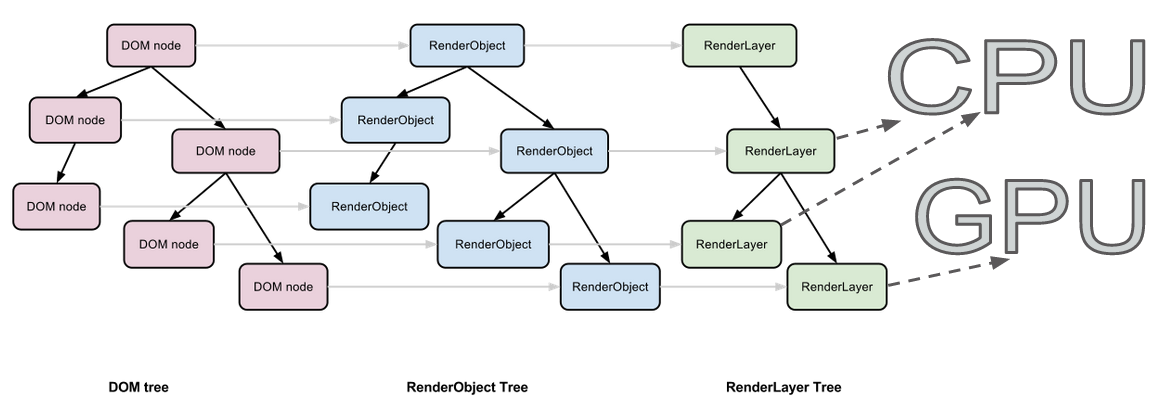 DOM node
RenderObject
RenderLayer
CPU
DOM node
RenderObject
DOM node
RenderObject
RenderLayer
DOM node
RenderObject
GPU
DOM node
RenderObject
RenderLayer
DOM node
RenderObject
RenderLayer
DOM tree
RenderObject Tree
RenderLayer Tree